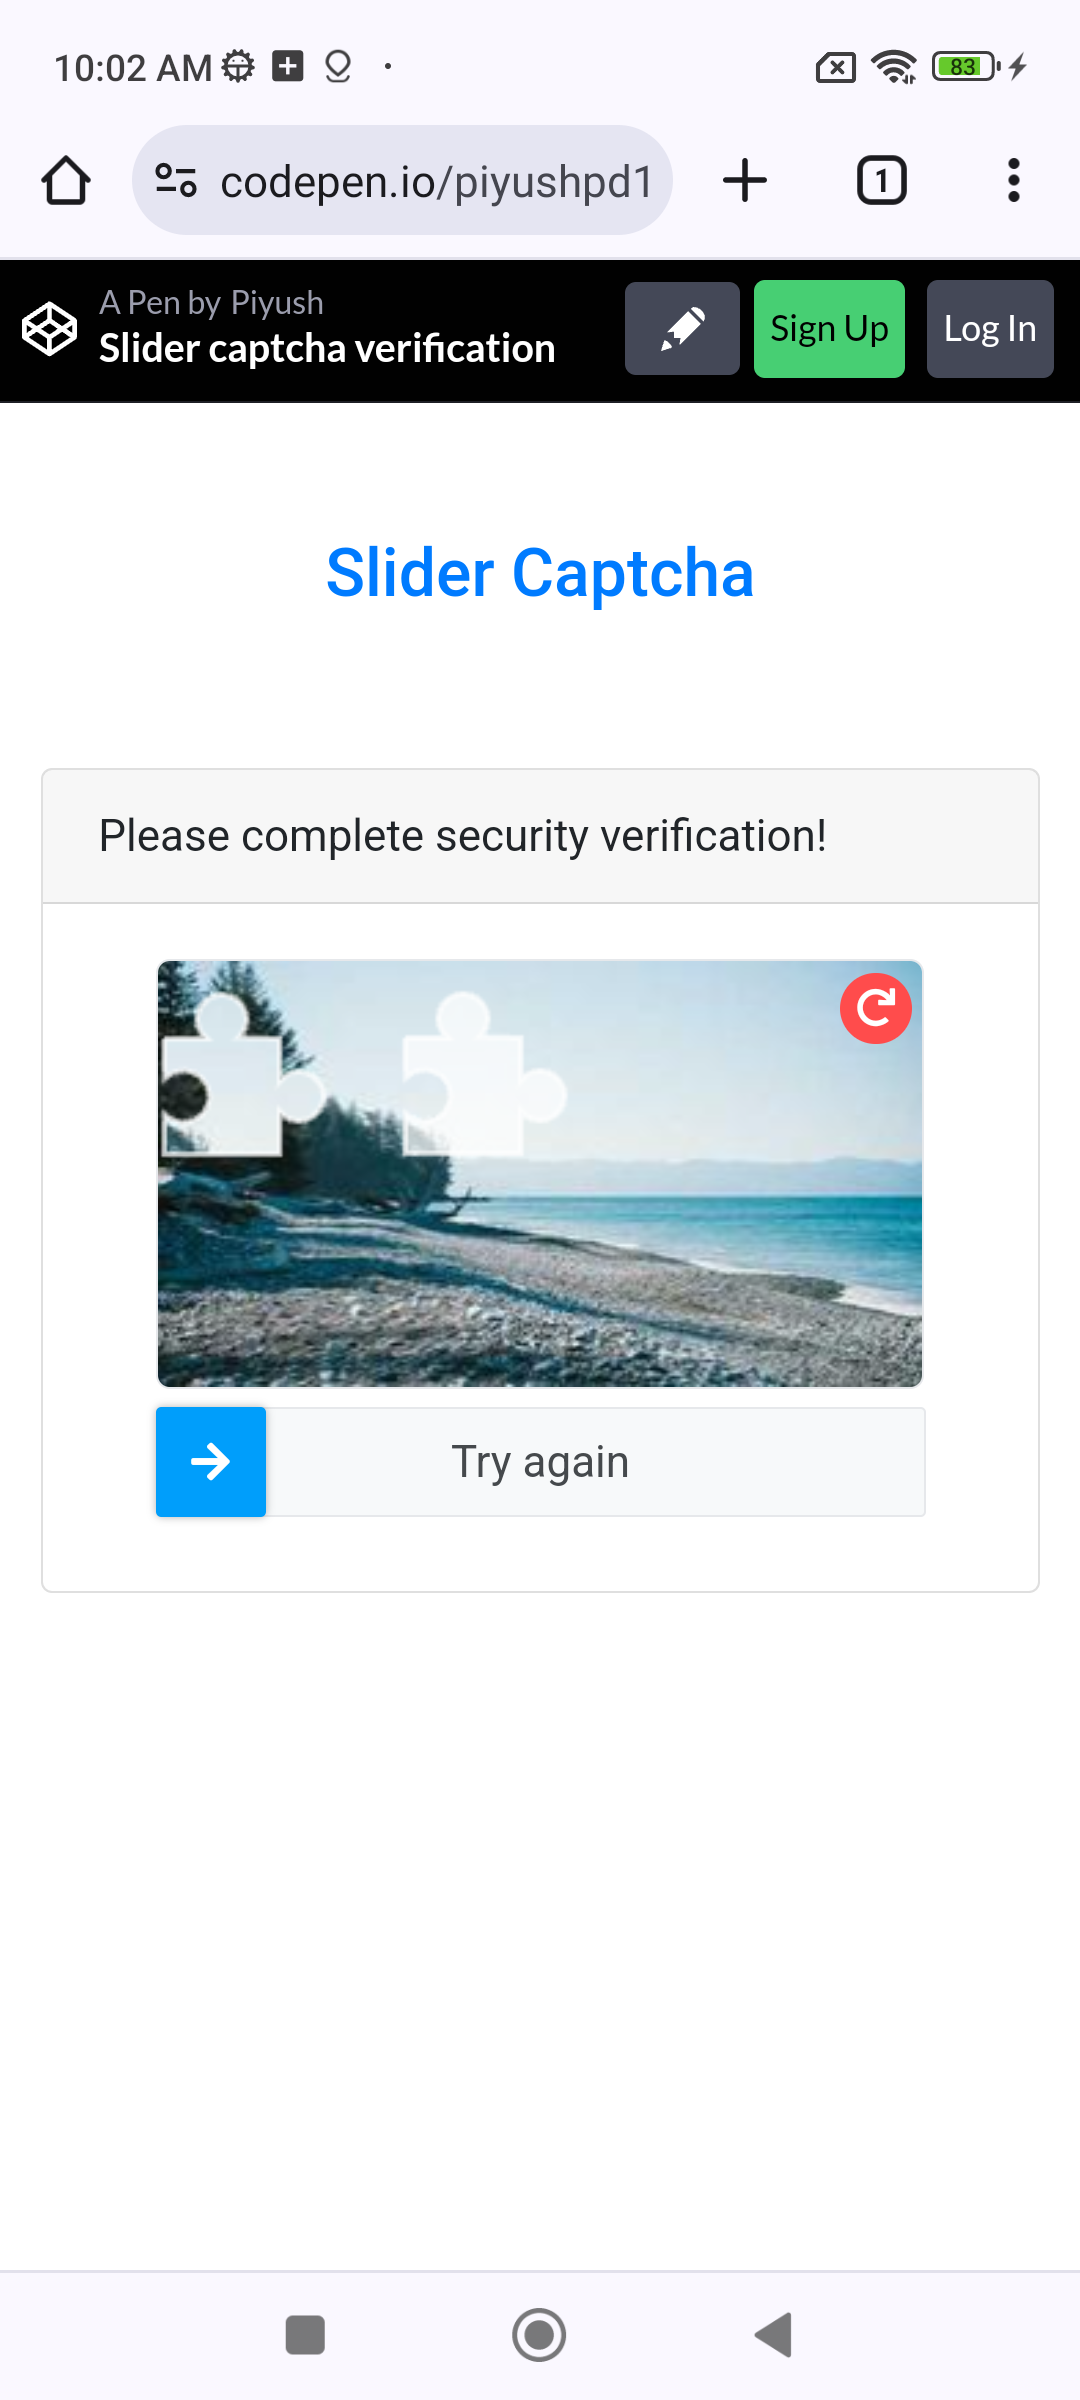 10:02 AM
83
codepen.io/piyushpd1
1
A Pen by Piyush
Slider captcha verification
Sign Up
Log In
Slider Captcha
Please complete security verification!
Try again